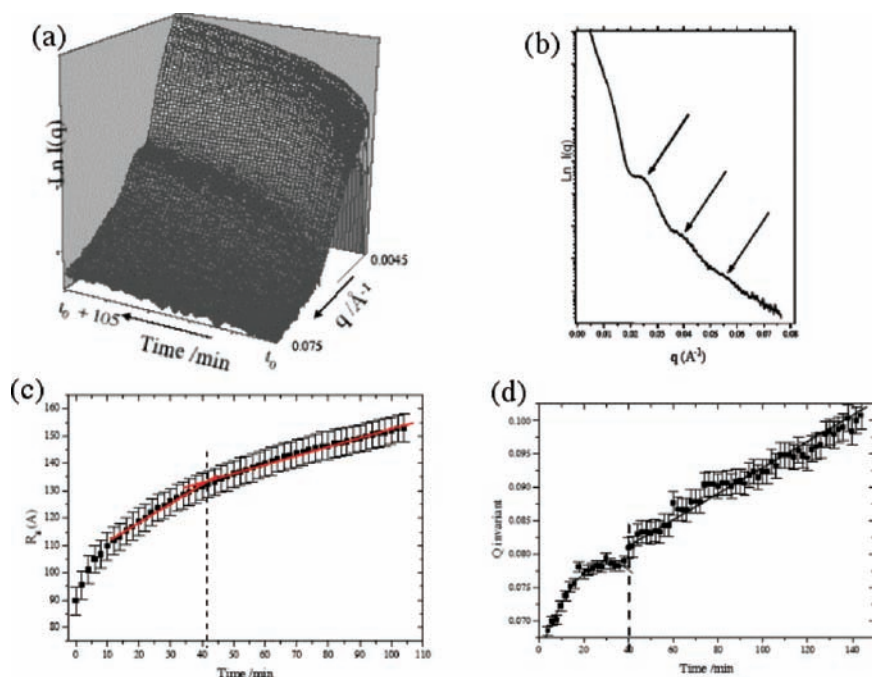 (a)
Ln I(q)
0.0045
q /Å-1
0.075
t0 + 105
Time /min
t0
(b)
Ln I(q)
0.00 0.01 0.02 0.03 0.04 0.05 0.06 0.07 0.08
q (A-1)
(c)
160
150
140
130
120
110
100
90
80
Rg (A)
0 10 20 30 40 50 60 70 80 90 100 110
Time /min
(d)
0.100
0.095
0.090
0.085
0.080
0.075
0.070
Q invariant
0 20 40 60 80 100 120 140
Time /min